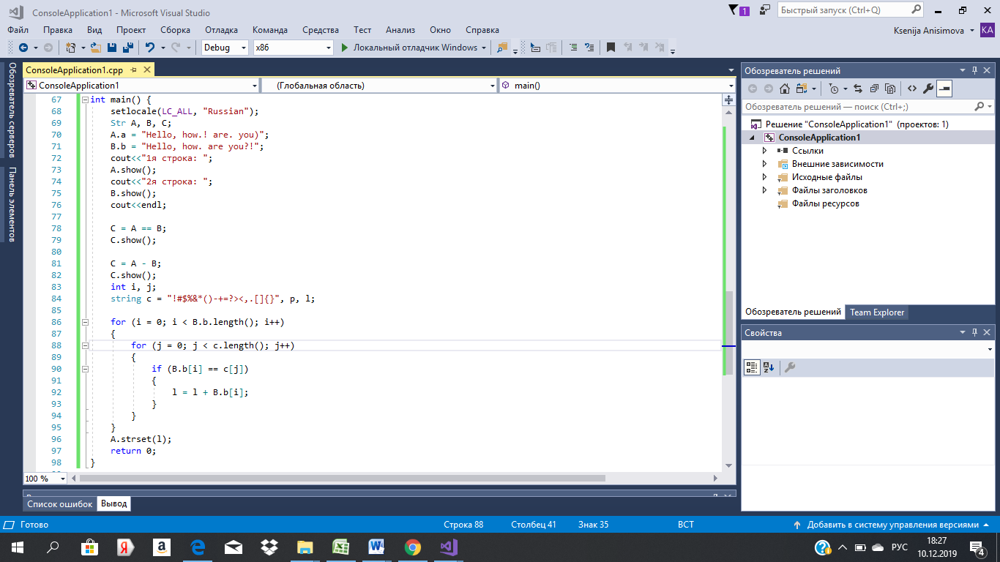 ConsoleApplication1 - Microsoft Visual Studio
1
Быстрый запуск (Ctrl+Q)
Файл Правка Вид Проект Сборка Отладка Команда Средства Тест Анализ Окно Справка
Ksenija Anisimova KA
Debug x86 Локальный отладчик Windows
Обозреватель серверов
Панель элементов
ConsoleApplication1.cpp
ConsoleApplication1 (Глобальная область) main()
67 int main() {
68 setlocale(LC_ALL, "Russian");
69 Str A, B, C;
70 A.a = "Hello, how.! are. you)";
71 B.b = "Hello, how. are you?!";
72 cout<<"1я строка: ";
73 A.show();
74 cout<<"2я строка: ";
75 B.show();
76 cout<<endl;
77
78 C = A == B;
79 C.show();
80
81 C = A - B;
82 C.show();
83 int i, j;
84 string c = "!#$%&*()-+=?><,.[]{}", p, l;
85
86 for (i = 0; i < B.b.length(); i++)
87 {
88 for (j = 0; j < c.length(); j++)
89 {
90 if (B.b[i] == c[j])
91 {
92 l = l + B.b[i];
93 }
94 }
95 }
96 A.strset(l);
97 return 0;
98 }
100 %
Список ошибок Вывод
Обозреватель решений
Обозреватель решений — поиск (Ctrl+;)
Решение "ConsoleApplication1" (проектов: 1)
ConsoleApplication1
Ссылки
Внешние зависимости
Исходные файлы
Файлы заголовков
Файлы ресурсов
Обозреватель решений Team Explorer
Свойства
Готово Строка 88 Столбец 41 Знак 35 ВСТ Добавить в систему управления версиями
РУС 18:27
10.12.2019
4